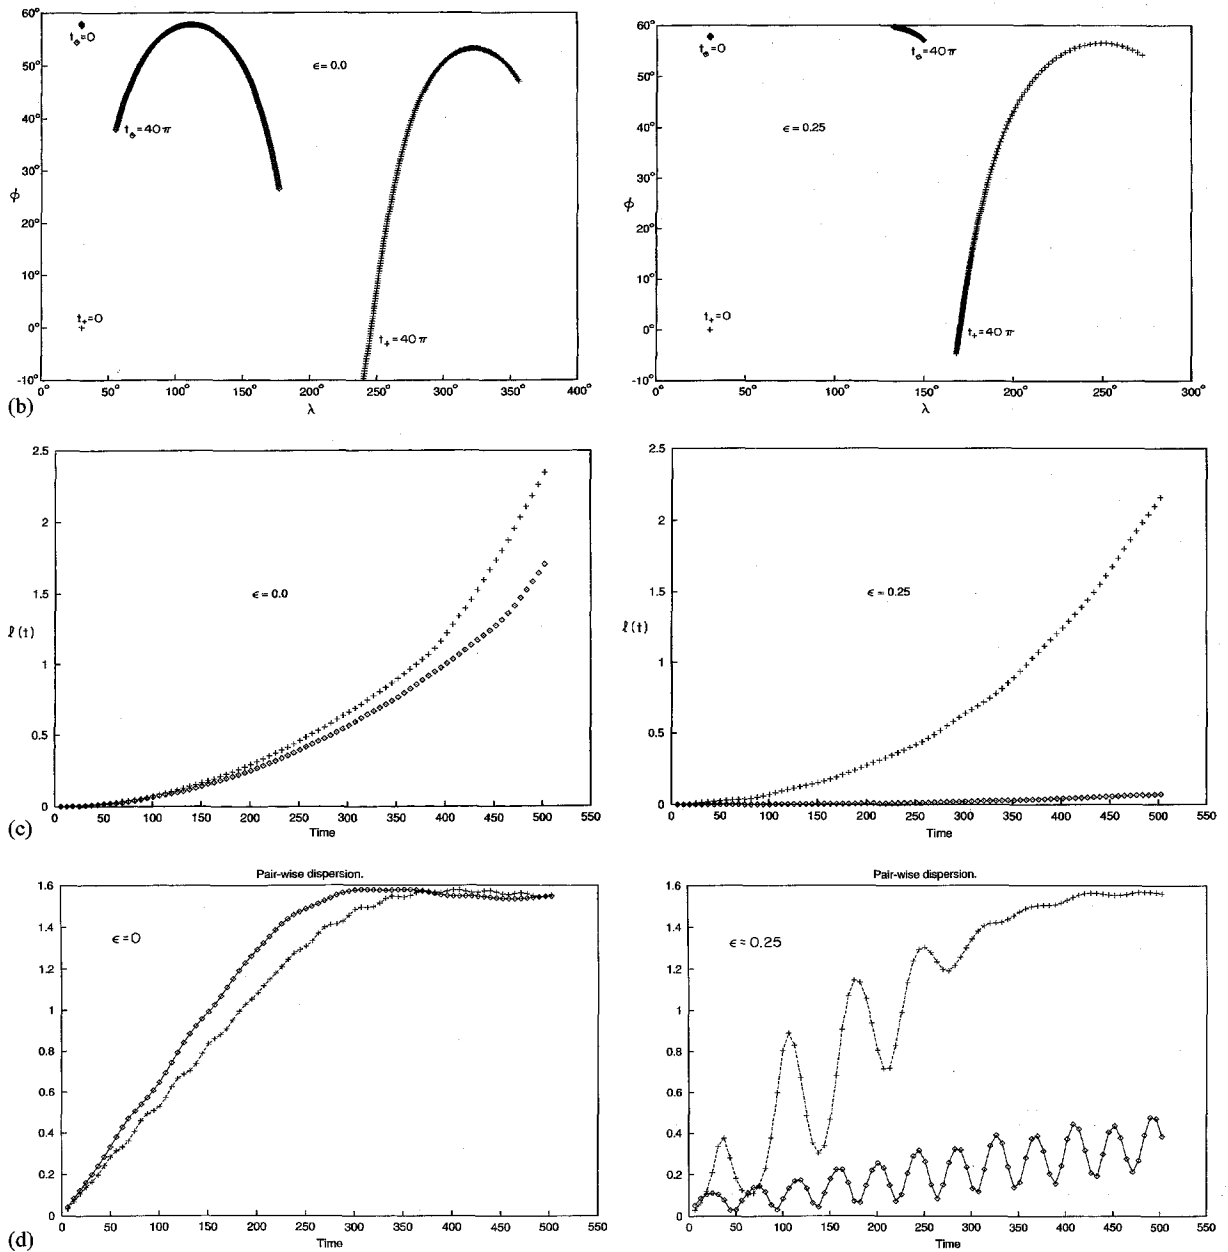 60°
50°
40°
30°
20°
10°
0°
-10°
ϕ
t◇=0
ϵ = 0.0
t◇=40π
t+=0
t+=40π
0° 50° 100° 150° 200° 250° 300° 350° 400°
λ
(b)
60°
50°
40°
30°
20°
10°
0°
-10°
ϕ
t◇=0
t◇=40π
ϵ = 0.25
t+=0
t+=40π
0° 50° 100° 150° 200° 250° 300°
λ
2.5
2
1.5
1
0.5
0
ℓ(t)
ϵ = 0.0
0 50 100 150 200 250 300 350 400 450 500 550
Time
(c)
2.5
2
1.5
1
0.5
0
ℓ(t)
ϵ = 0.25
0 50 100 150 200 250 300 350 400 450 500 550
Time
Pair-wise dispersion.
1.6
1.4
1.2
1
0.8
0.6
0.4
0.2
0
ϵ=0
0 50 100 150 200 250 300 350 400 450 500 550
Time
(d)
Pair-wise dispersion.
1.6
1.4
1.2
1
0.8
0.6
0.4
0.2
0
ϵ=0.25
0 50 100 150 200 250 300 350 400 450 500 550
Time